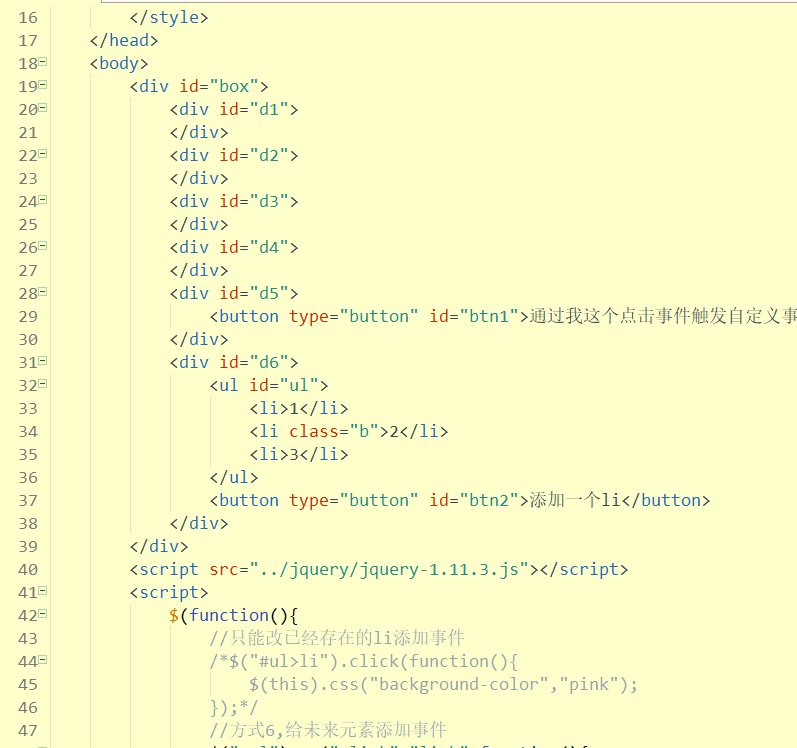 16 </style>
17 </head>
18 <body>
19 <div id="box">
20 <div id="d1">
21 </div>
22 <div id="d2">
23 </div>
24 <div id="d3">
25 </div>
26 <div id="d4">
27 </div>
28 <div id="d5">
29 <button type="button" id="btn1">通过我这个点击事件触发自定义事
30 </div>
31 <div id="d6">
32 <ul id="ul">
33 <li>1</li>
34 <li class="b">2</li>
35 <li>3</li>
36 </ul>
37 <button type="button" id="btn2">添加一个li</button>
38 </div>
39 </div>
40 <script src="../jquery/jquery-1.11.3.js"></script>
41 <script>
42 $(function(){
43 //只能改已经存在的li添加事件
44 /*$("#ul>li").click(function(){
45 $(this).css("background-color","pink");
46 });*/
47 //方式6,给未来元素添加事件